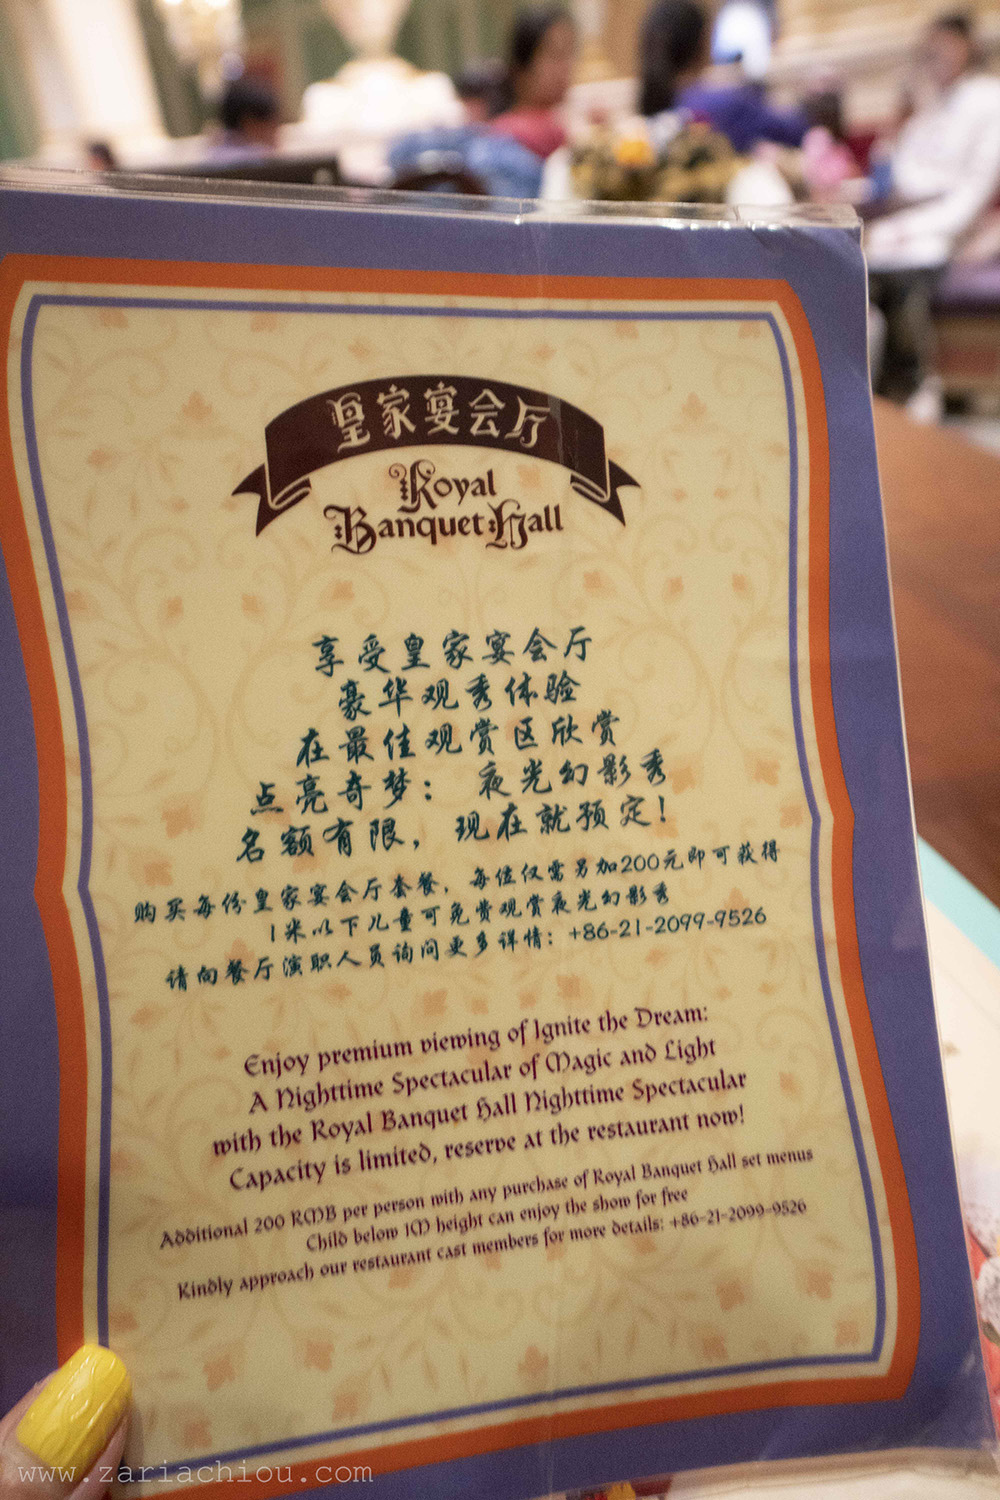 皇家宴会厅
Royal
Banquet Hall
享受皇家宴会厅
豪华观秀体验
在最佳观赏区欣赏
点亮奇梦： 夜光幻影秀
名额有限，现在就预定！
购买每份皇家宴会厅套餐，每位仅需另加200元即可获得
1米以下儿童可免费观赏夜光幻影秀
请向餐厅演职人员询问更多详情：+86-21-2099-9526
Enjoy premium viewing of Ignite the Dream:
A Nighttime Spectacular of Magic and Light
with the Royal Banquet Hall Nighttime Spectacular
Capacity is limited, reserve at the restaurant now!
Additional 200 RMB per person with any purchase of Royal Banquet Hall set menus
Child below 1M height can enjoy the show for free
Kindly approach our restaurant cast members for more details: +86-21-2099-9526
www.zariachiou.com